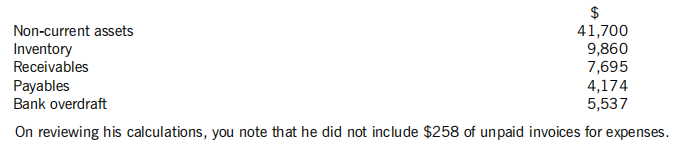 $
Non-current assets 41,700
Inventory 9,860
Receivables 7,695
Payables 4,174
Bank overdraft 5,537
On reviewing his calculations, you note that he did not include $258 of unpaid invoices for expenses.